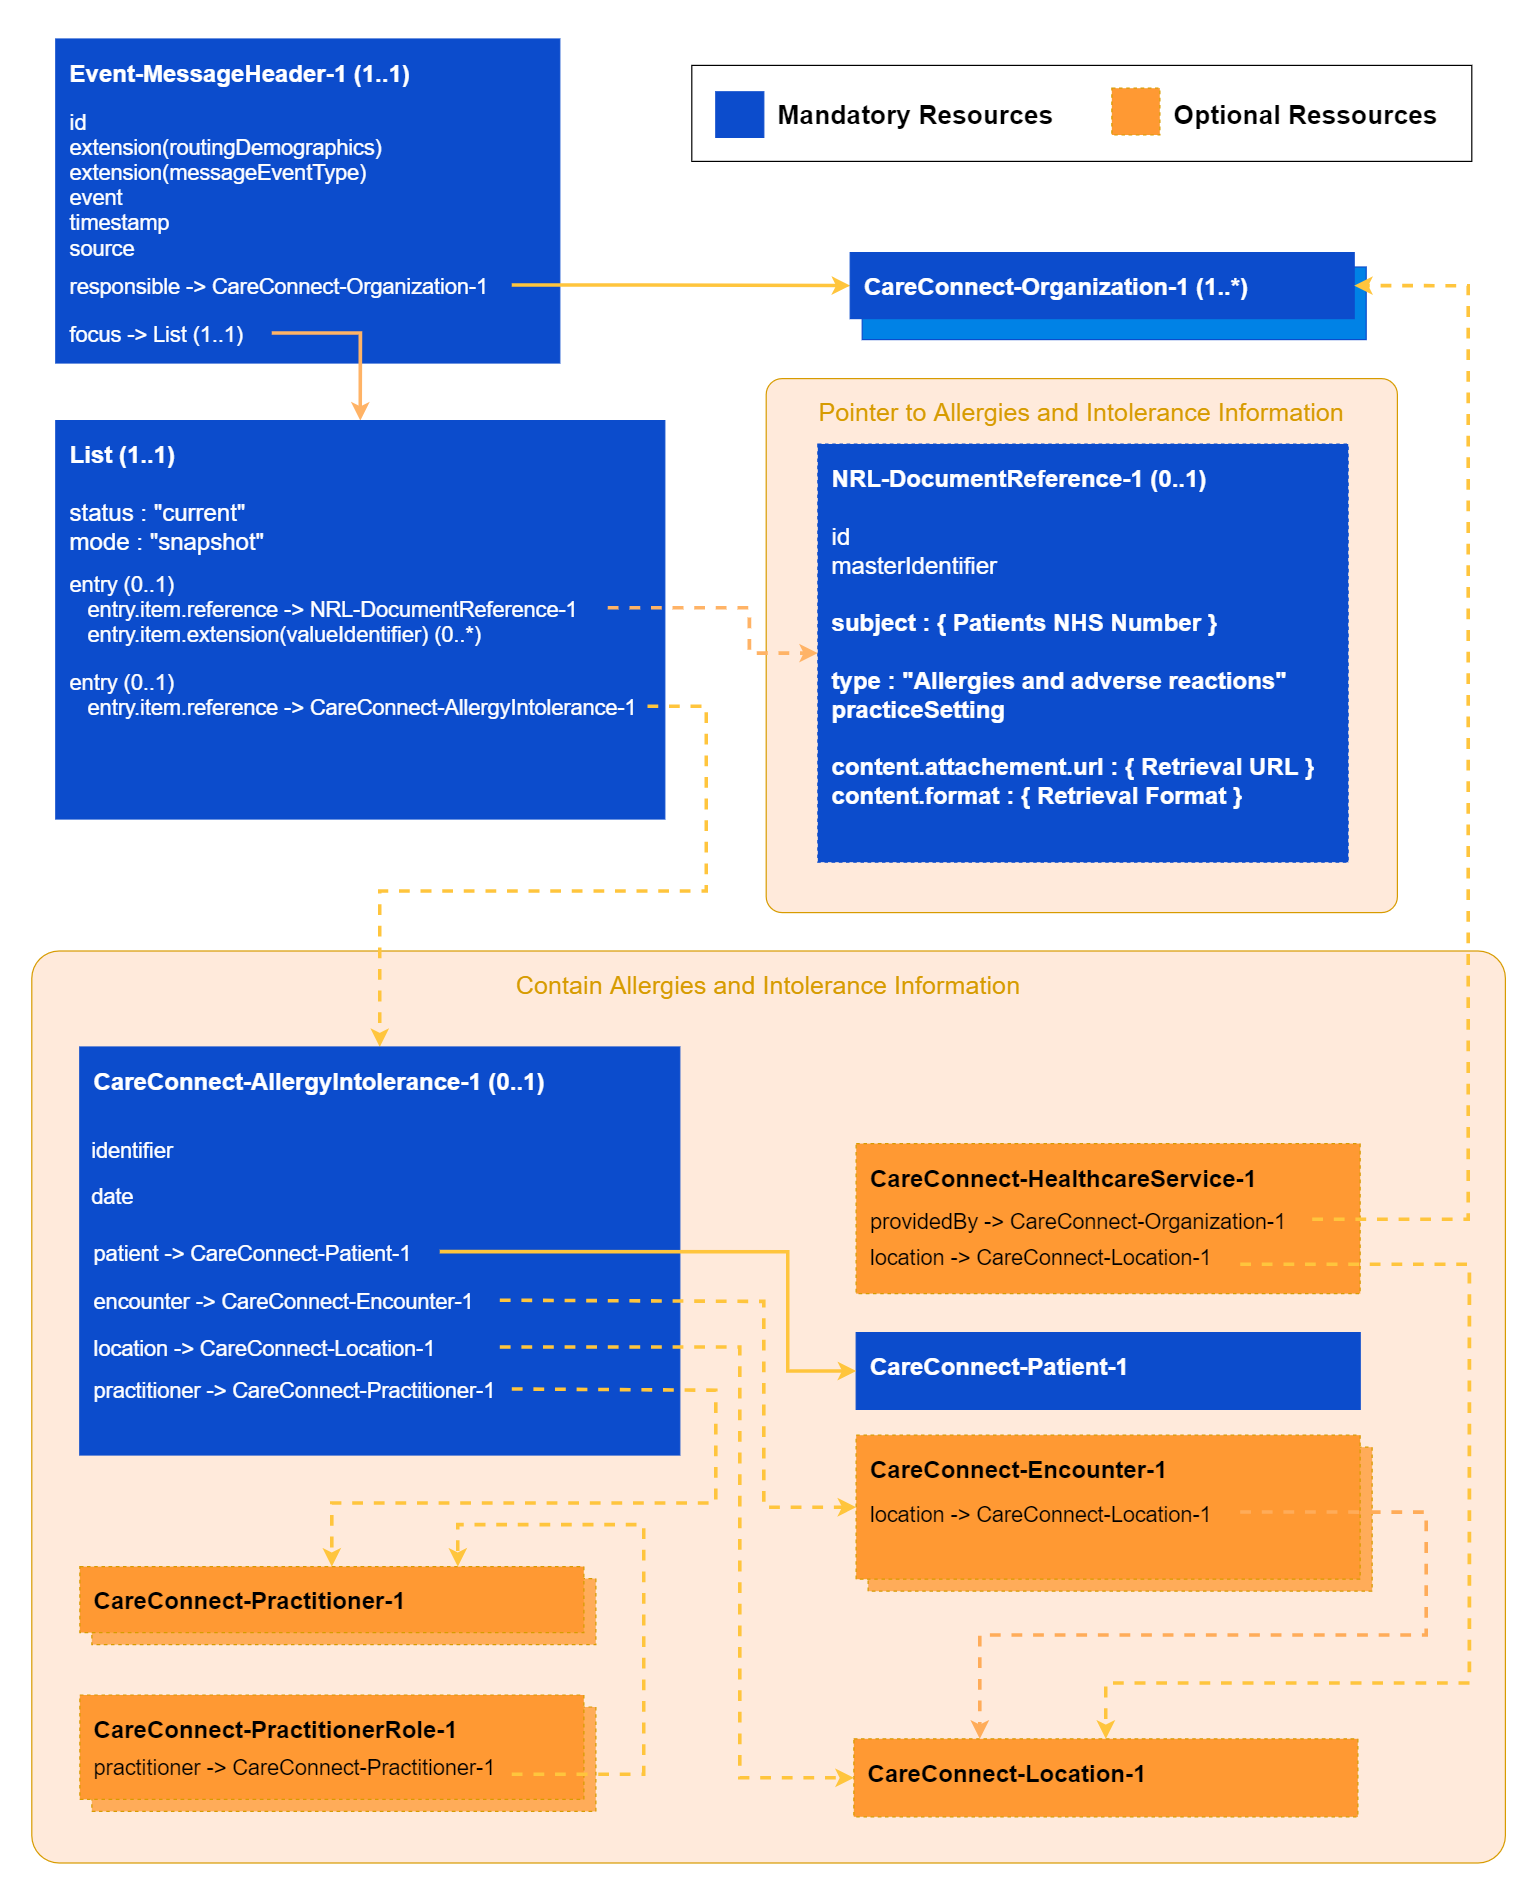 Event-MessageHeader-1 (1..1)
id
extension(routingDemographics)
extension(messageEventType)
event
timestamp
source
responsible -> CareConnect-Organization-1
focus -> List (1..1)
Mandatory Resources
Optional Ressources
CareConnect-Organization-1 (1..*)
List (1..1)
status : "current"
mode : "snapshot"
entry (0..1)
entry.item.reference -> NRL-DocumentReference-1
entry.item.extension(valueIdentifier) (0..*)
entry (0..1)
entry.item.reference -> CareConnect-AllergyIntolerance-1
Pointer to Allergies and Intolerance Information
NRL-DocumentReference-1 (0..1)
id
masterIdentifier
subject : { Patients NHS Number }
type : "Allergies and adverse reactions"
practiceSetting
content.attachement.url : { Retrieval URL }
content.format : { Retrieval Format }
Contain Allergies and Intolerance Information
CareConnect-AllergyIntolerance-1 (0..1)
identifier
date
patient -> CareConnect-Patient-1
encounter -> CareConnect-Encounter-1
location -> CareConnect-Location-1
practitioner -> CareConnect-Practitioner-1
CareConnect-HealthcareService-1
providedBy -> CareConnect-Organization-1
location -> CareConnect-Location-1
CareConnect-Patient-1
CareConnect-Encounter-1
location -> CareConnect-Location-1
CareConnect-Practitioner-1
CareConnect-PractitionerRole-1
practitioner -> CareConnect-Practitioner-1
CareConnect-Location-1